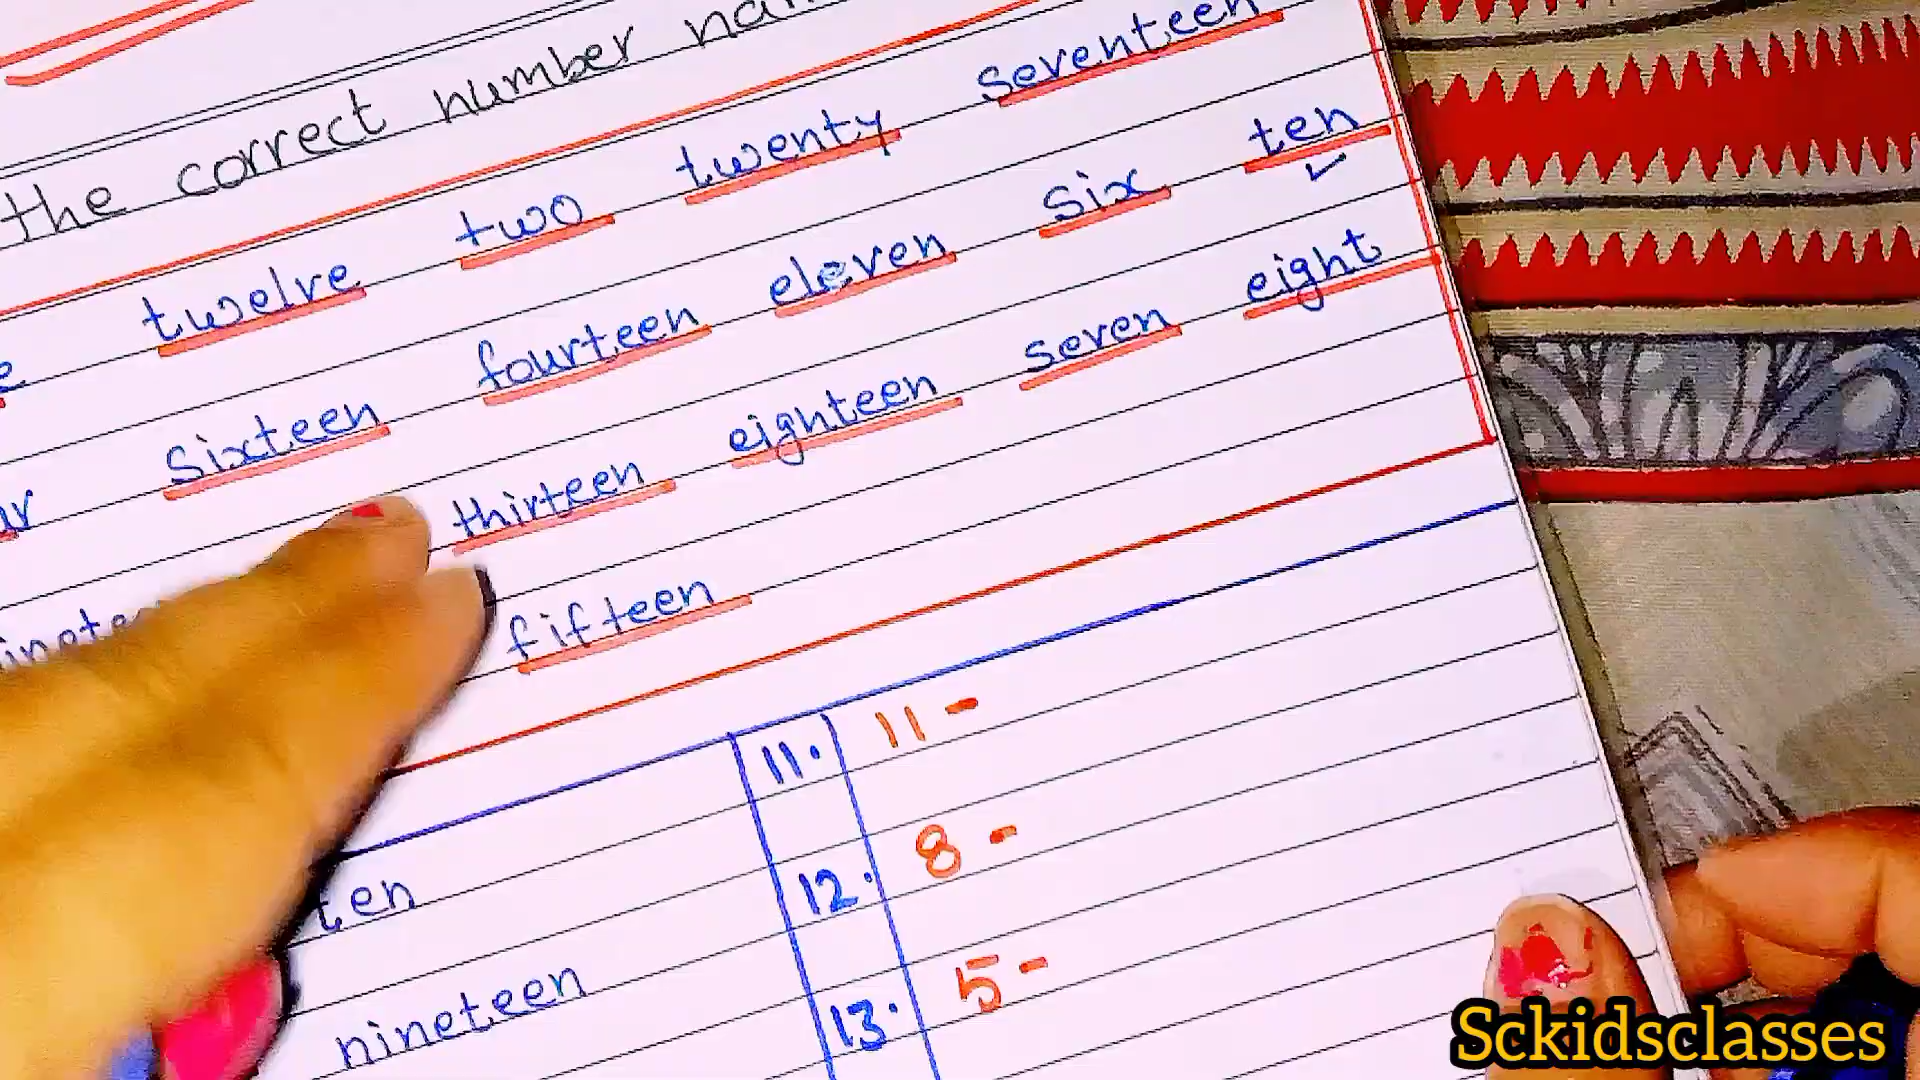 the correct number
twelve two twenty seventeen
sixteen fourteen eleven six ten
thirteen eighteen seven eight
fifteen
11. 11 -
ten
12. 8 -
nineteen
13. 5 -
Sckidsclasses